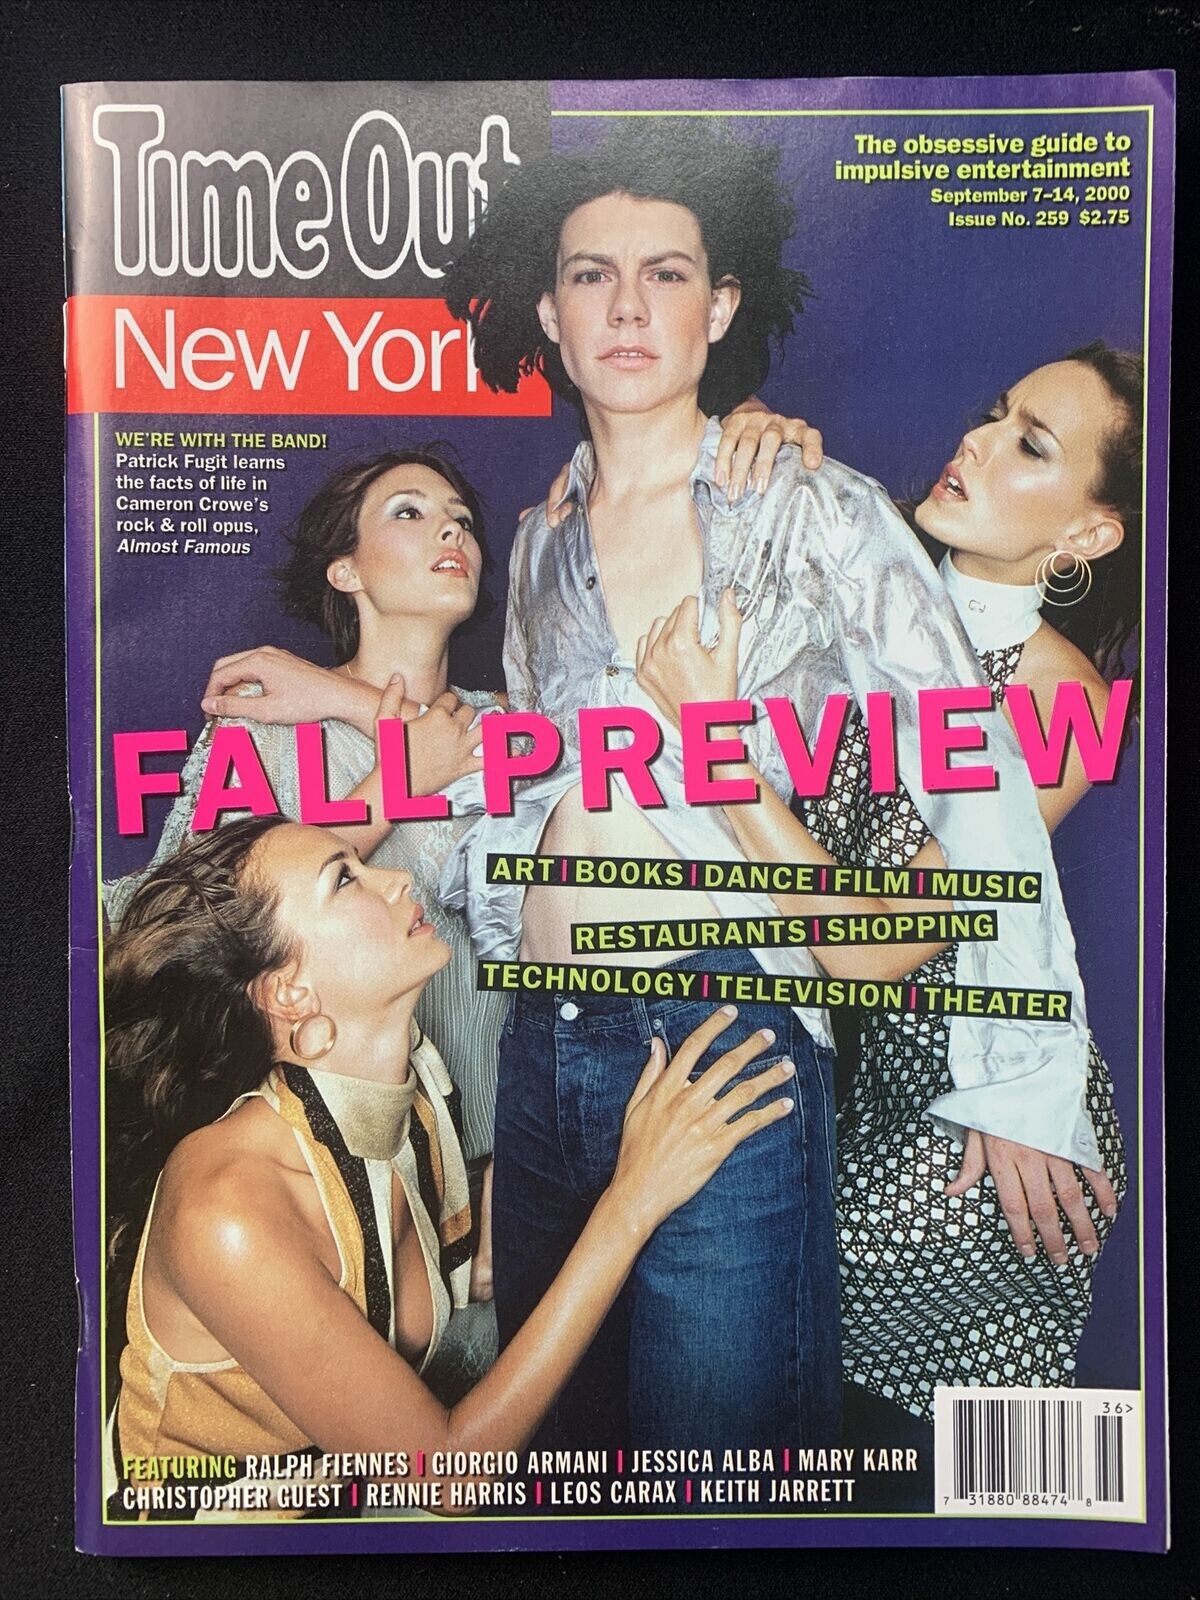 Time Out
New York
The obsessive guide to
impulsive entertainment
September 7–14, 2000
Issue No. 259 $2.75
WE'RE WITH THE BAND!
Patrick Fugit learns
the facts of life in
Cameron Crowe's
rock & roll opus,
Almost Famous
FALL PREVIEW
ART | BOOKS | DANCE | FILM | MUSIC
RESTAURANTS | SHOPPING
TECHNOLOGY | TELEVISION | THEATER
FEATURING RALPH FIENNES | GIORGIO ARMANI | JESSICA ALBA | MARY KARR
CHRISTOPHER GUEST | RENNIE HARRIS | LEOS CARAX | KEITH JARRETT
36>
7 31880 88474 8